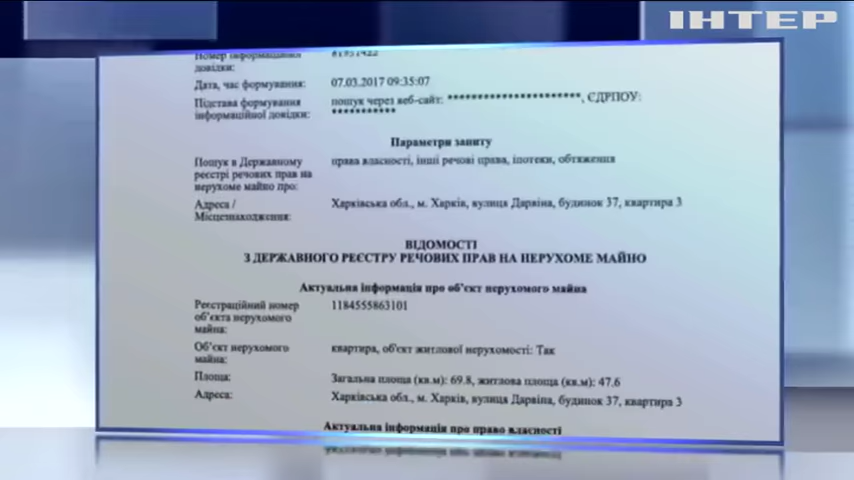 ІНТЕР
Номер інформаційної
довідки:
Дата, час формування: 07.03.2017 09:35:07
Підстава формування пошук через веб-сайт: **********************, ЄДРПОУ:
інформаційної довідки: ***********
Параметри запиту
Пошук в Державному права власності, інші речові права, іпотеки, обтяження
реєстрі речових прав на
нерухоме майно про:
Адреса / Харківська обл., м. Харків, вулиця Дарвіна, будинок 37, квартира 3
Місцезнаходження:
ВІДОМОСТІ
З ДЕРЖАВНОГО РЕЄСТРУ РЕЧОВИХ ПРАВ НА НЕРУХОМЕ МАЙНО
Актуальна інформація про об'єкт нерухомого майна
Реєстраційний номер 1184555863101
об'єкта нерухомого
майна:
Об'єкт нерухомого квартира, об'єкт житлової нерухомості: Так
майна:
Площа: Загальна площа (кв.м): 69.8, житлова площа (кв.м): 47.6
Адреса: Харківська обл., м. Харків, вулиця Дарвіна, будинок 37, квартира 3
Актуальна інформація про право власності